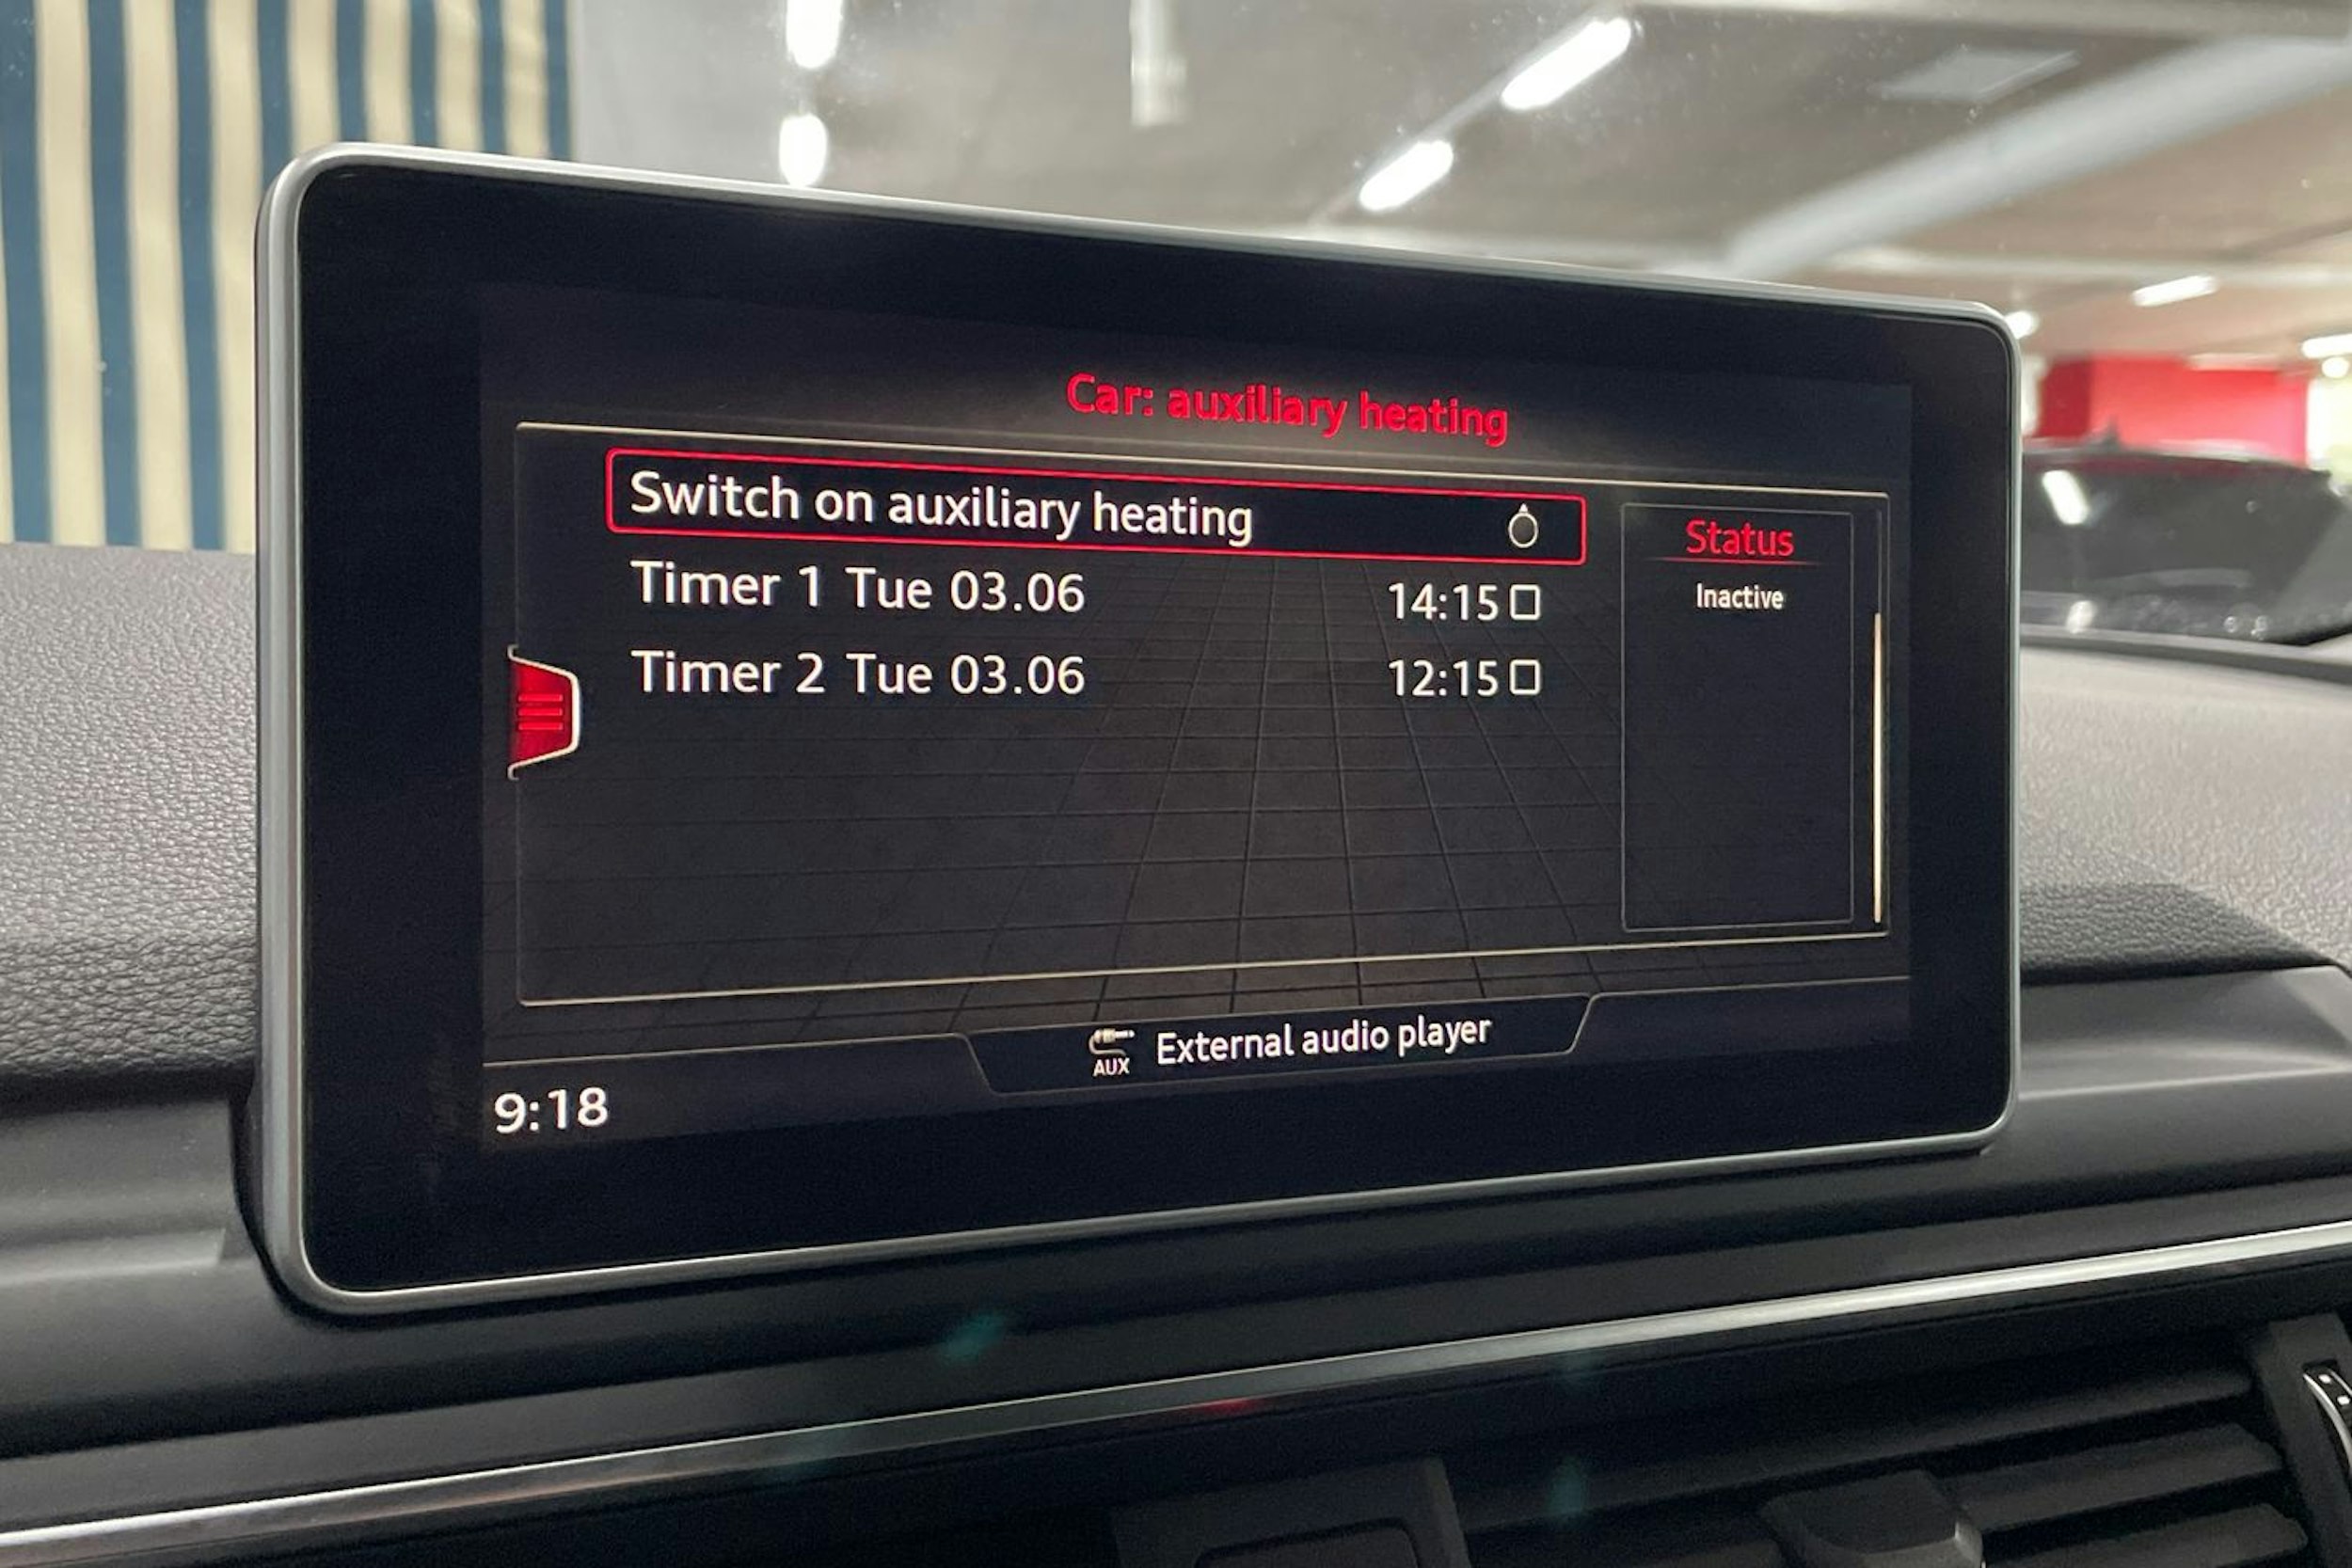 Car: auxiliary heating
Switch on auxiliary heating
Timer 1 Tue 03.06 14:15
Timer 2 Tue 03.06 12:15
Status
Inactive
AUX External audio player
9:18